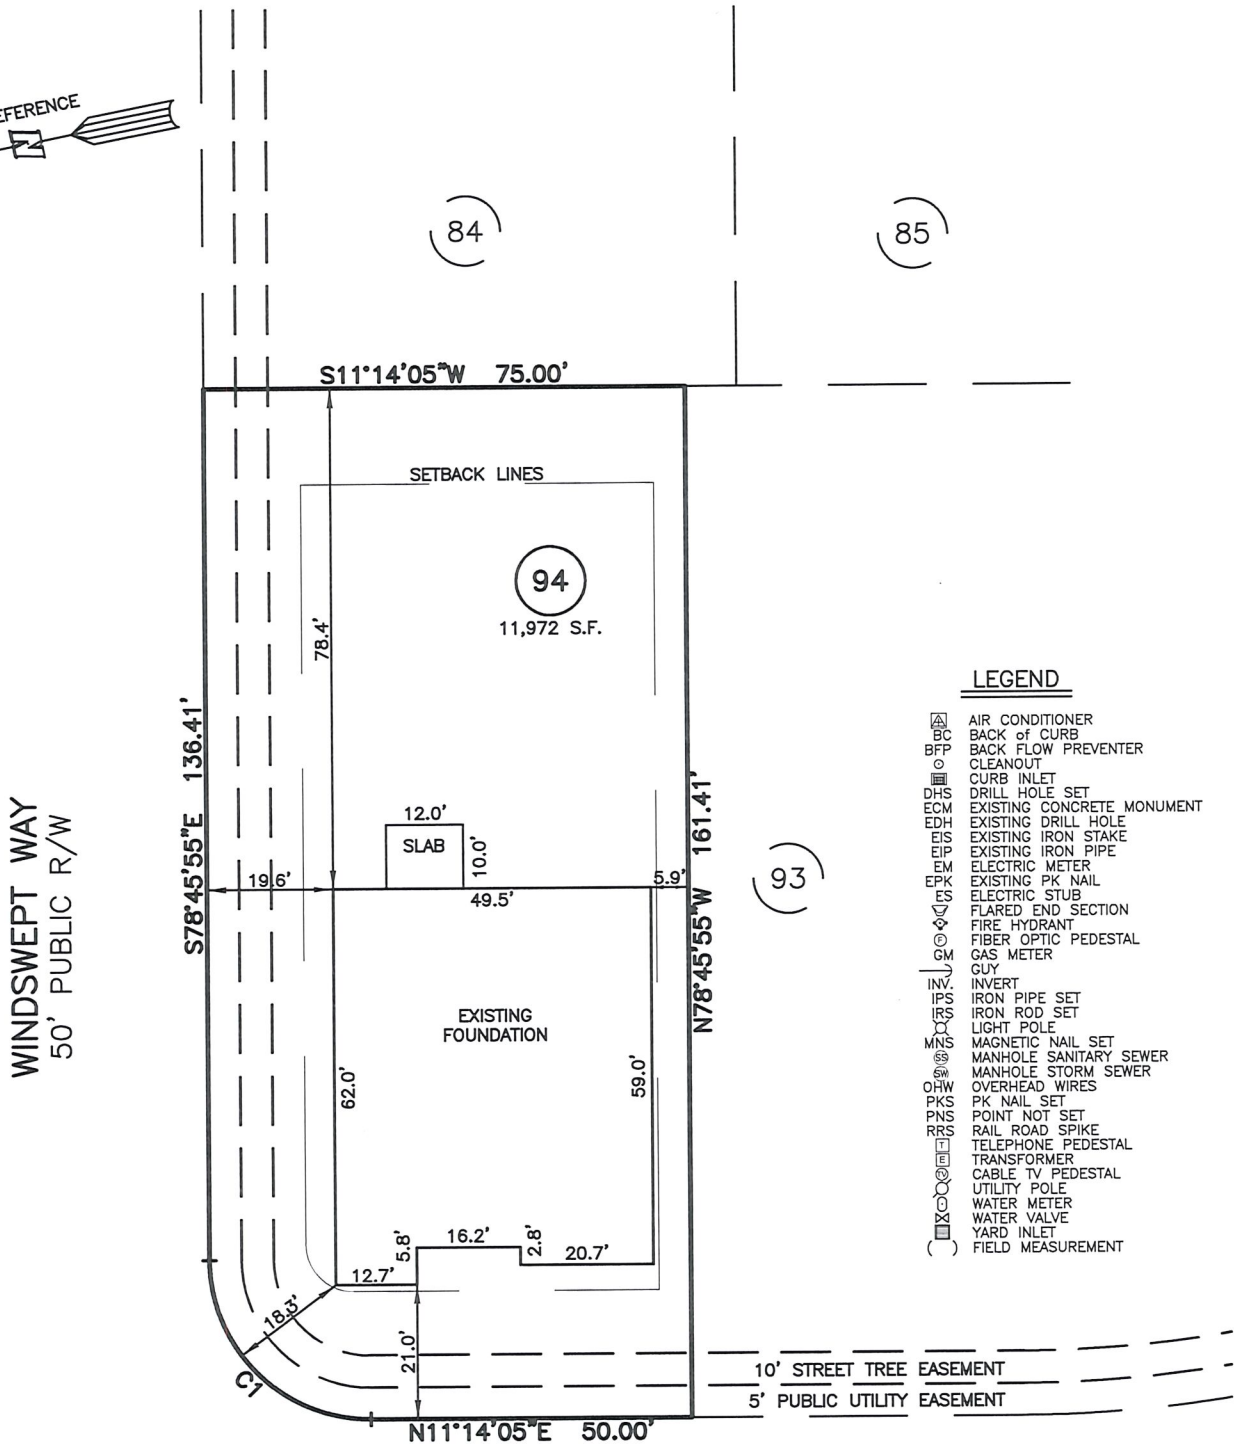 N
84
85
S11°14'05"W 75.00'
SETBACK LINES
94
11,972 S.F.
78.4'
S78°45'55"E 136.41'
WINDSWEPT WAY
50' PUBLIC R/W
12.0'
SLAB
10.0'
19.6'
49.5'
5.9'
N78°45'55"W 161.41'
93
EXISTING
FOUNDATION
62.0'
59.0'
5.8'
16.2'
2.8'
20.7'
12.7'
18.3'
21.0'
C1
N11°14'05"E 50.00'
10' STREET TREE EASEMENT
5' PUBLIC UTILITY EASEMENT
LEGEND
A AIR CONDITIONER
BC BACK of CURB
BFP BACK FLOW PREVENTER
CLEANOUT
CURB INLET
DHS DRILL HOLE SET
ECM EXISTING CONCRETE MONUMENT
EDH EXISTING DRILL HOLE
EIS EXISTING IRON STAKE
EIP EXISTING IRON PIPE
EM ELECTRIC METER
EPK EXISTING PK NAIL
ES ELECTRIC STUB
FLARED END SECTION
FIRE HYDRANT
F FIBER OPTIC PEDESTAL
GM GAS METER
GUY
INV. INVERT
IPS IRON PIPE SET
IRS IRON ROD SET
LIGHT POLE
MNS MAGNETIC NAIL SET
SS MANHOLE SANITARY SEWER
SW MANHOLE STORM SEWER
OHW OVERHEAD WIRES
PKS PK NAIL SET
PNS POINT NOT SET
RRS RAIL ROAD SPIKE
T TELEPHONE PEDESTAL
E TRANSFORMER
TV CABLE TV PEDESTAL
UTILITY POLE
WATER METER
WATER VALVE
YARD INLET
( ) FIELD MEASUREMENT